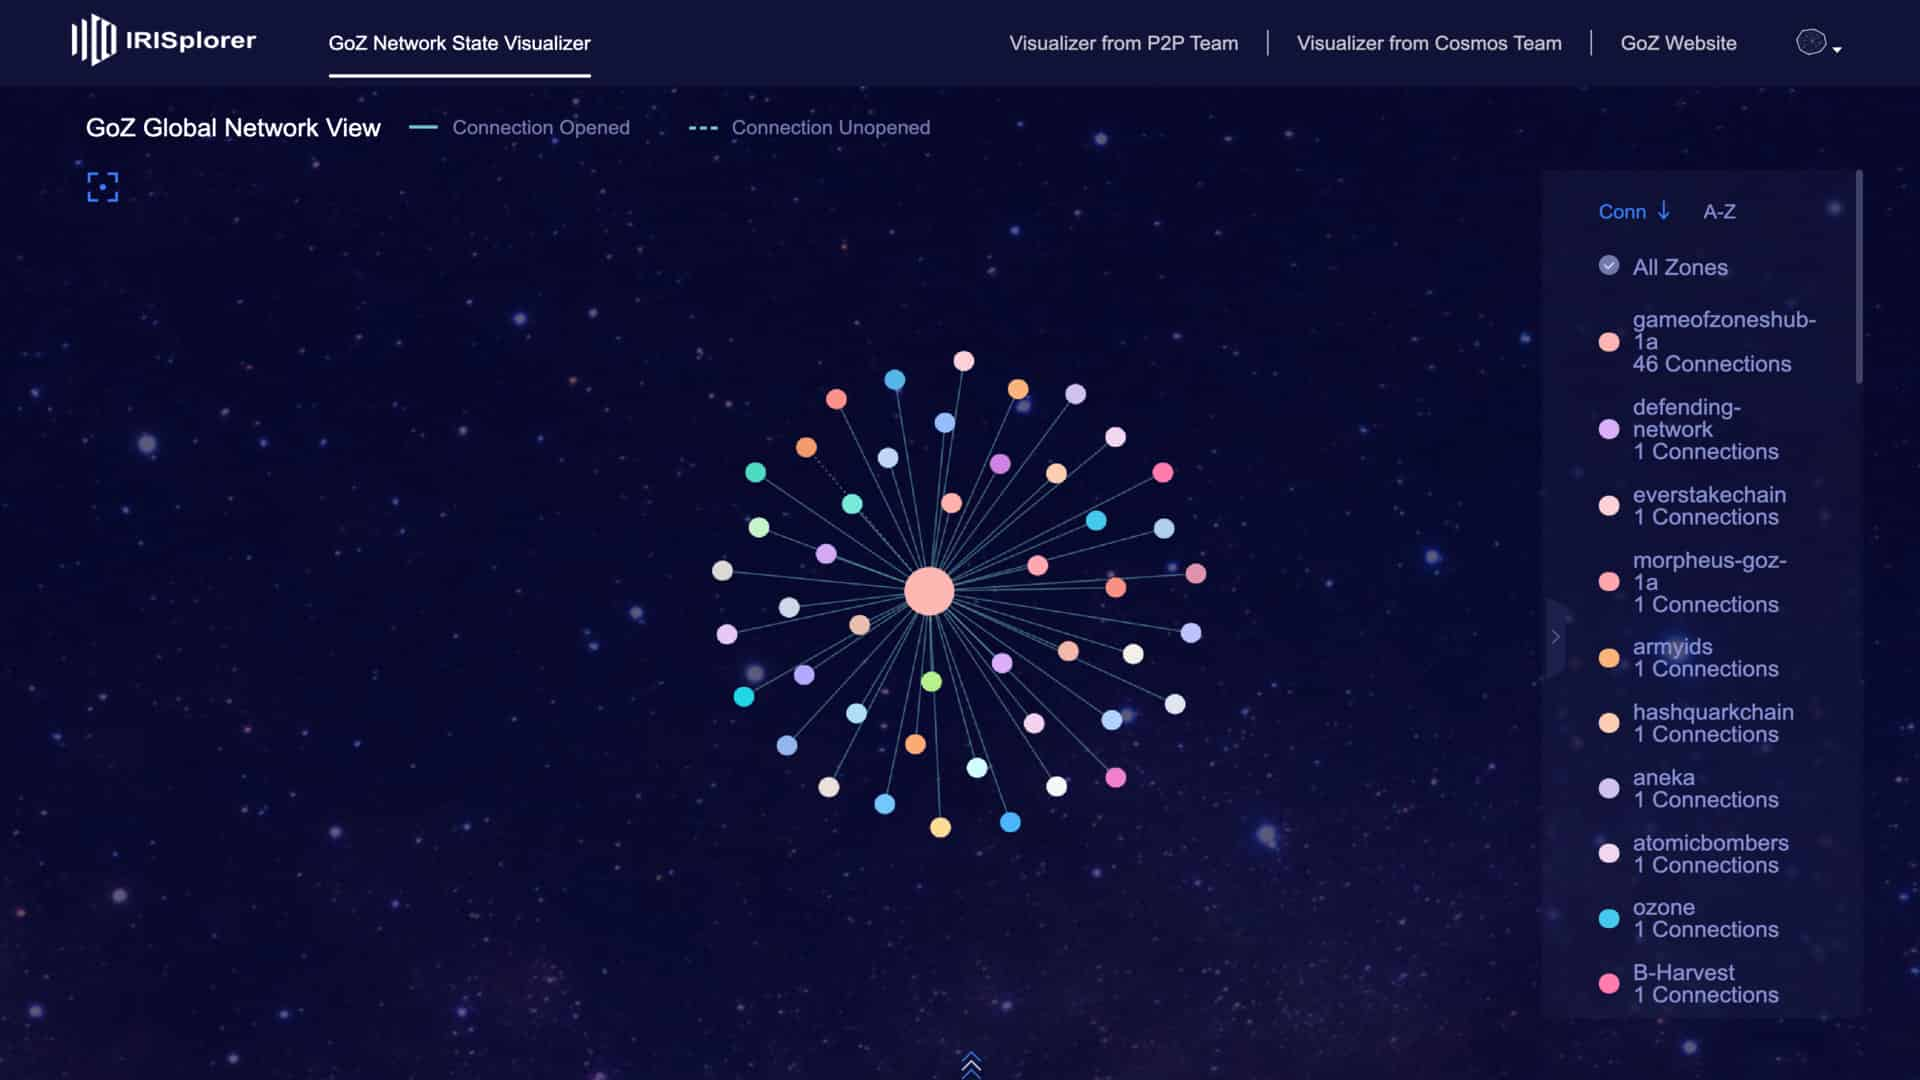 IRISplorer
GoZ Network State Visualizer
Visualizer from P2P Team
Visualizer from Cosmos Team
GoZ Website
GoZ Global Network View
Connection Opened
Connection Unopened
Conn
A-Z
All Zones
gameofzoneshub-
1a
46 Connections
defending-
network
1 Connections
everstakechain
1 Connections
morpheus-goz-
1a
1 Connections
armyids
1 Connections
hashquarkchain
1 Connections
aneka
1 Connections
atomicbombers
1 Connections
ozone
1 Connections
B-Harvest
1 Connections